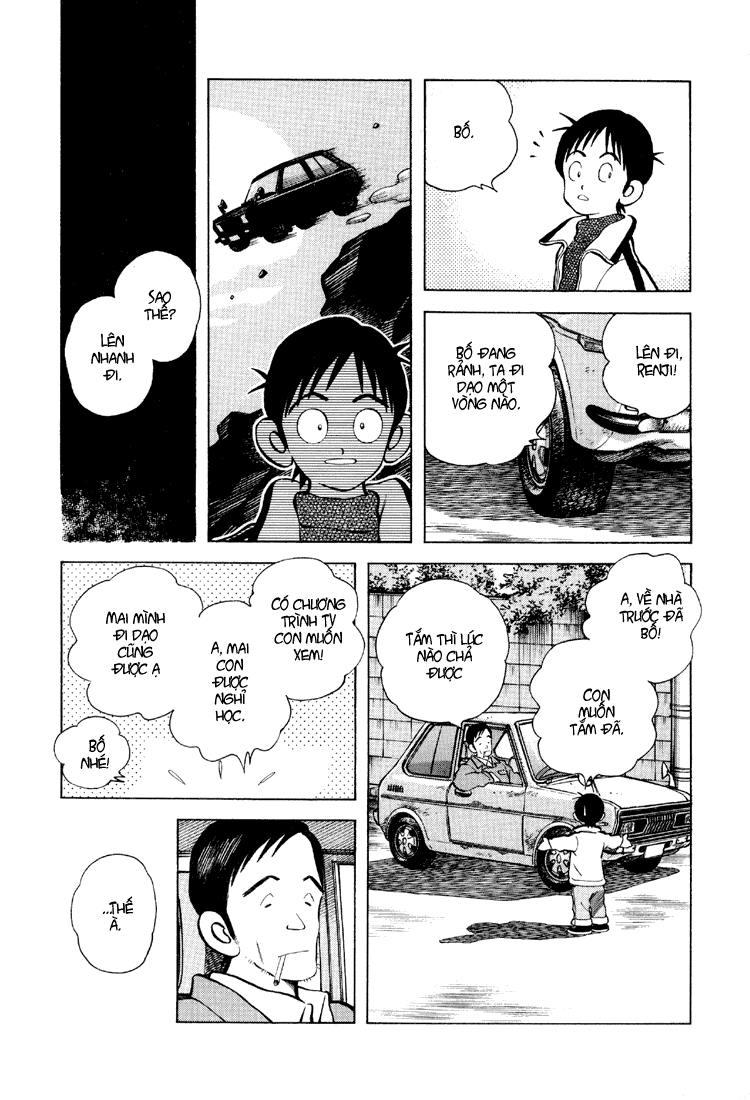 BỐ.
LÊN ĐI,
RENJI!
BỐ ĐANG
RẢNH, TA ĐI
DẠO MỘT
VÒNG NÀO.
SAO
THẾ?
LÊN
NHANH
ĐI.
A, VỀ NHÀ
TRƯỚC ĐÃ
BỐ!
CON
MUỐN
TẮM ĐÃ.
TẮM THÌ LÚC
NÀO CHẢ
ĐƯỢC
CÓ CHƯƠNG
TRÌNH TV
CON MUỐN
XEM!
A, MAI
CON
ĐƯỢC
NGHỈ
HỌC.
MAI MÌNH
ĐI DẠO
CŨNG
ĐƯỢC Ạ
BỐ
NHÉ!
...THẾ
À.